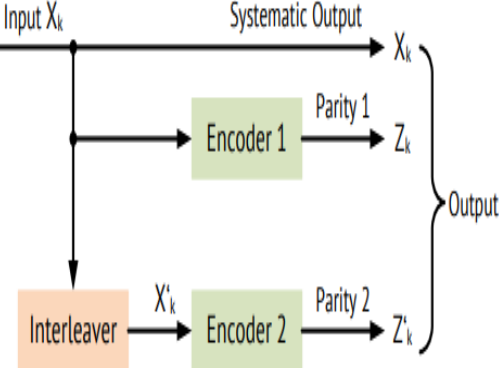 Input Xk
Systematic Output
Xk
Parity 1
Encoder 1
Zk
Output
X'k
Parity 2
Interleaver
Encoder 2
Z'k